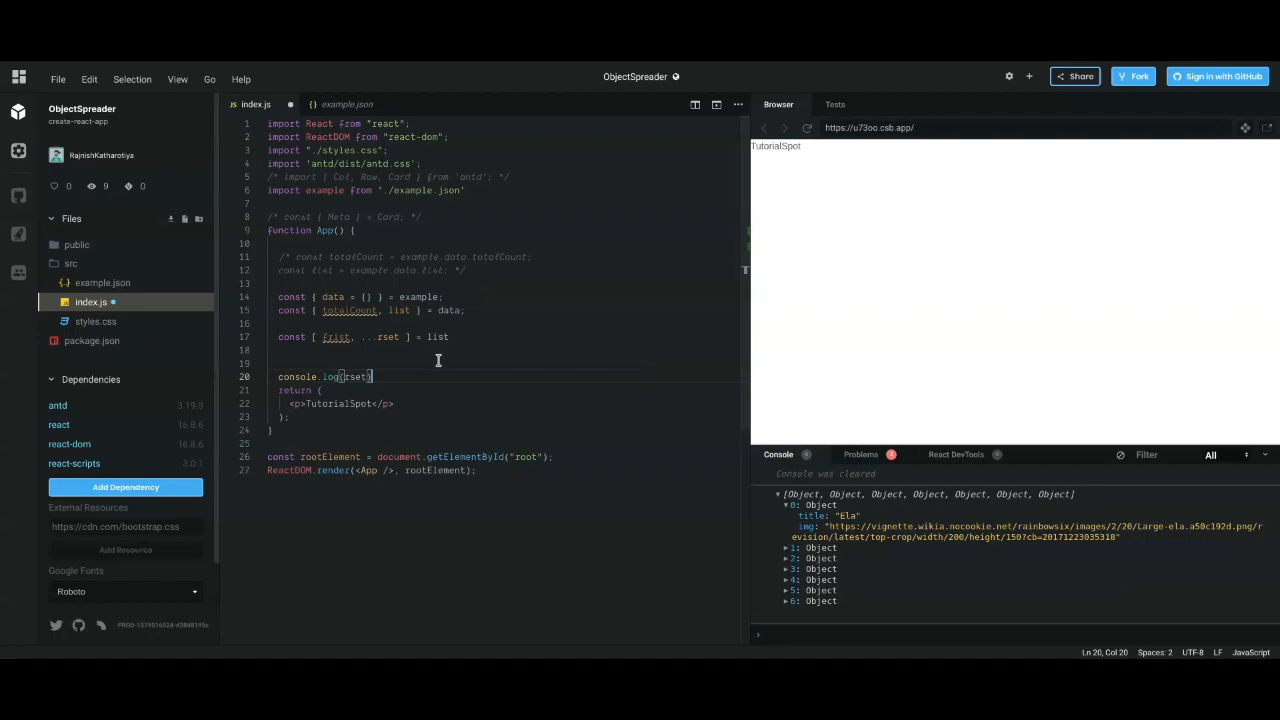 File Edit Selection View Go Help
ObjectSpreader
Share
Fork
Sign in with GitHub
ObjectSpreader
create-react-app
RajnishKatharotiya
0 9 0
Files
public
src
example.json
index.js
styles.css
package.json
Dependencies
antd 3.19.8
react 16.8.6
react-dom 16.8.6
react-scripts 3.0.1
Add Dependency
External Resources
https://cdn.com/bootstrap.css
Add Resource
Google Fonts
Roboto
index.js
example.json
1 import React from "react";
2 import ReactDOM from "react-dom";
3 import "./styles.css";
4 import 'antd/dist/antd.css';
5 /* import { Col, Row, Card } from 'antd'; */
6 import example from './example.json'
7
8 /* const { Meta } = Card; */
9 function App() {
10
11 /* const totalCount = example.data.totalCount;
12 const list = example.data.list; */
13
14 const { data = {} } = example;
15 const { totalCount, list } = data;
16
17 const [ frist, ...rset ] = list
18
19
20 console.log(rset)
21 return (
22 <p>TutorialSpot</p>
23 );
24 }
25
26 const rootElement = document.getElementById("root");
27 ReactDOM.render(<App />, rootElement);
Browser Tests
https://u73oo.csb.app/
TutorialSpot
Console 0 Problems React DevTools 0 Filter All
Console was cleared
[Object, Object, Object, Object, Object, Object, Object]
0: Object
title: "Ela"
img: "https://vignette.wikia.nocookie.net/rainbowsix/images/2/20/Large-ela.a50c192d.png/r
evision/latest/top-crop/width/200/height/150?cb=20171223035318"
1: Object
2: Object
3: Object
4: Object
5: Object
6: Object
Ln 20, Col 20 Spaces: 2 UTF-8 LF JavaScript